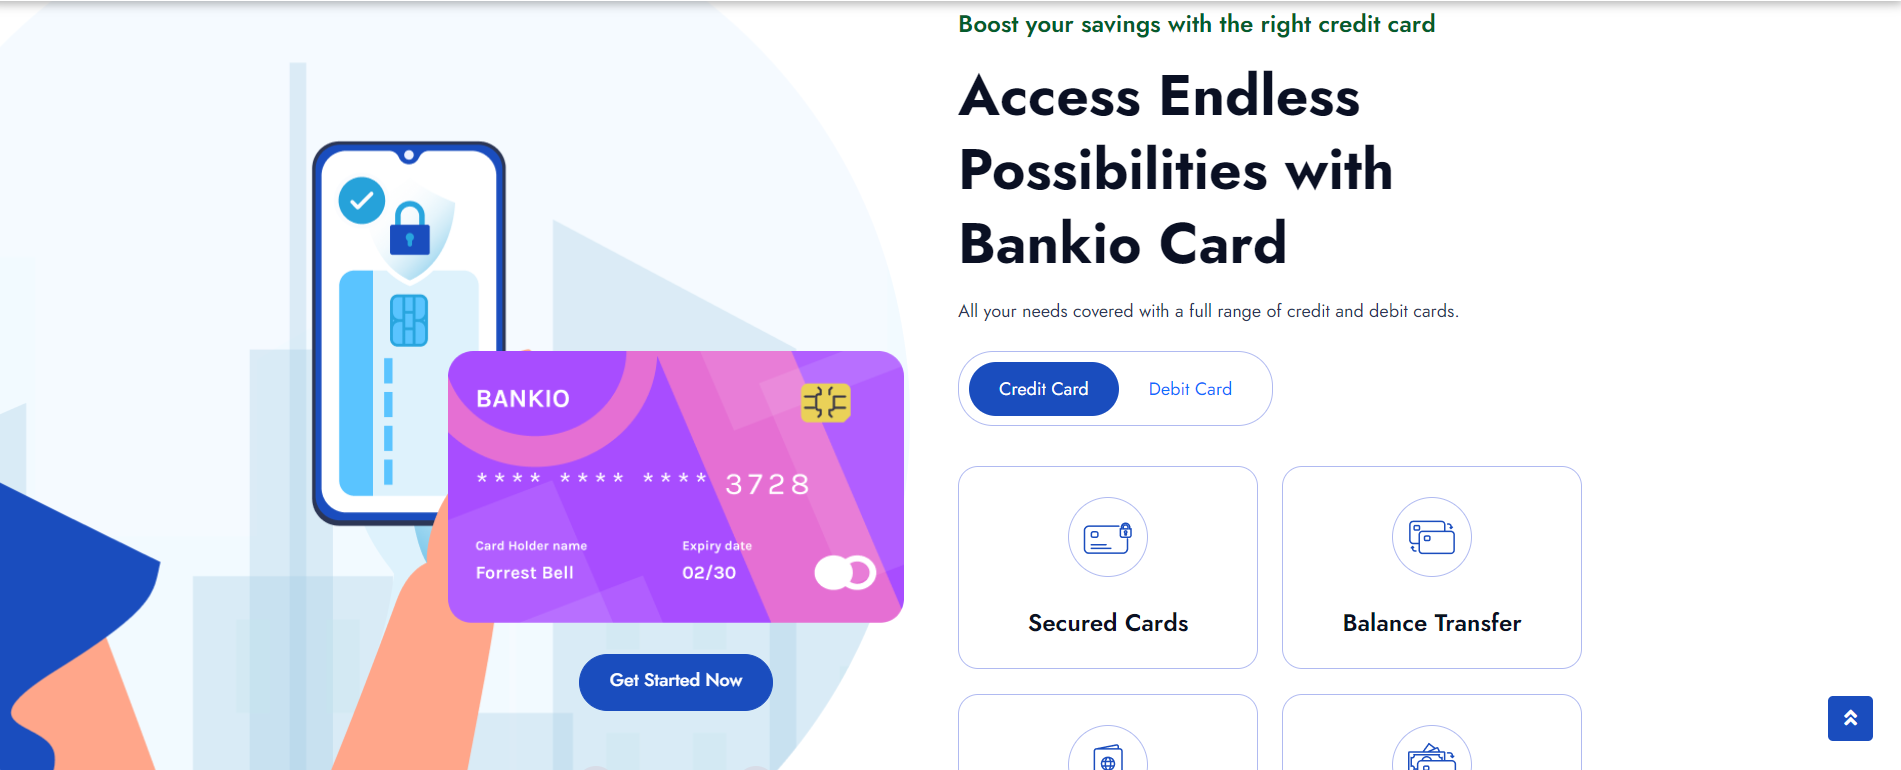 Boost your savings with the right credit card
Access Endless
Possibilities with
Bankio Card
All your needs covered with a full range of credit and debit cards.
Credit Card
Debit Card
BANKIO
**** **** **** 3728
Card Holder name
Expiry date
Forrest Bell
02/30
Get Started Now
Secured Cards
Balance Transfer